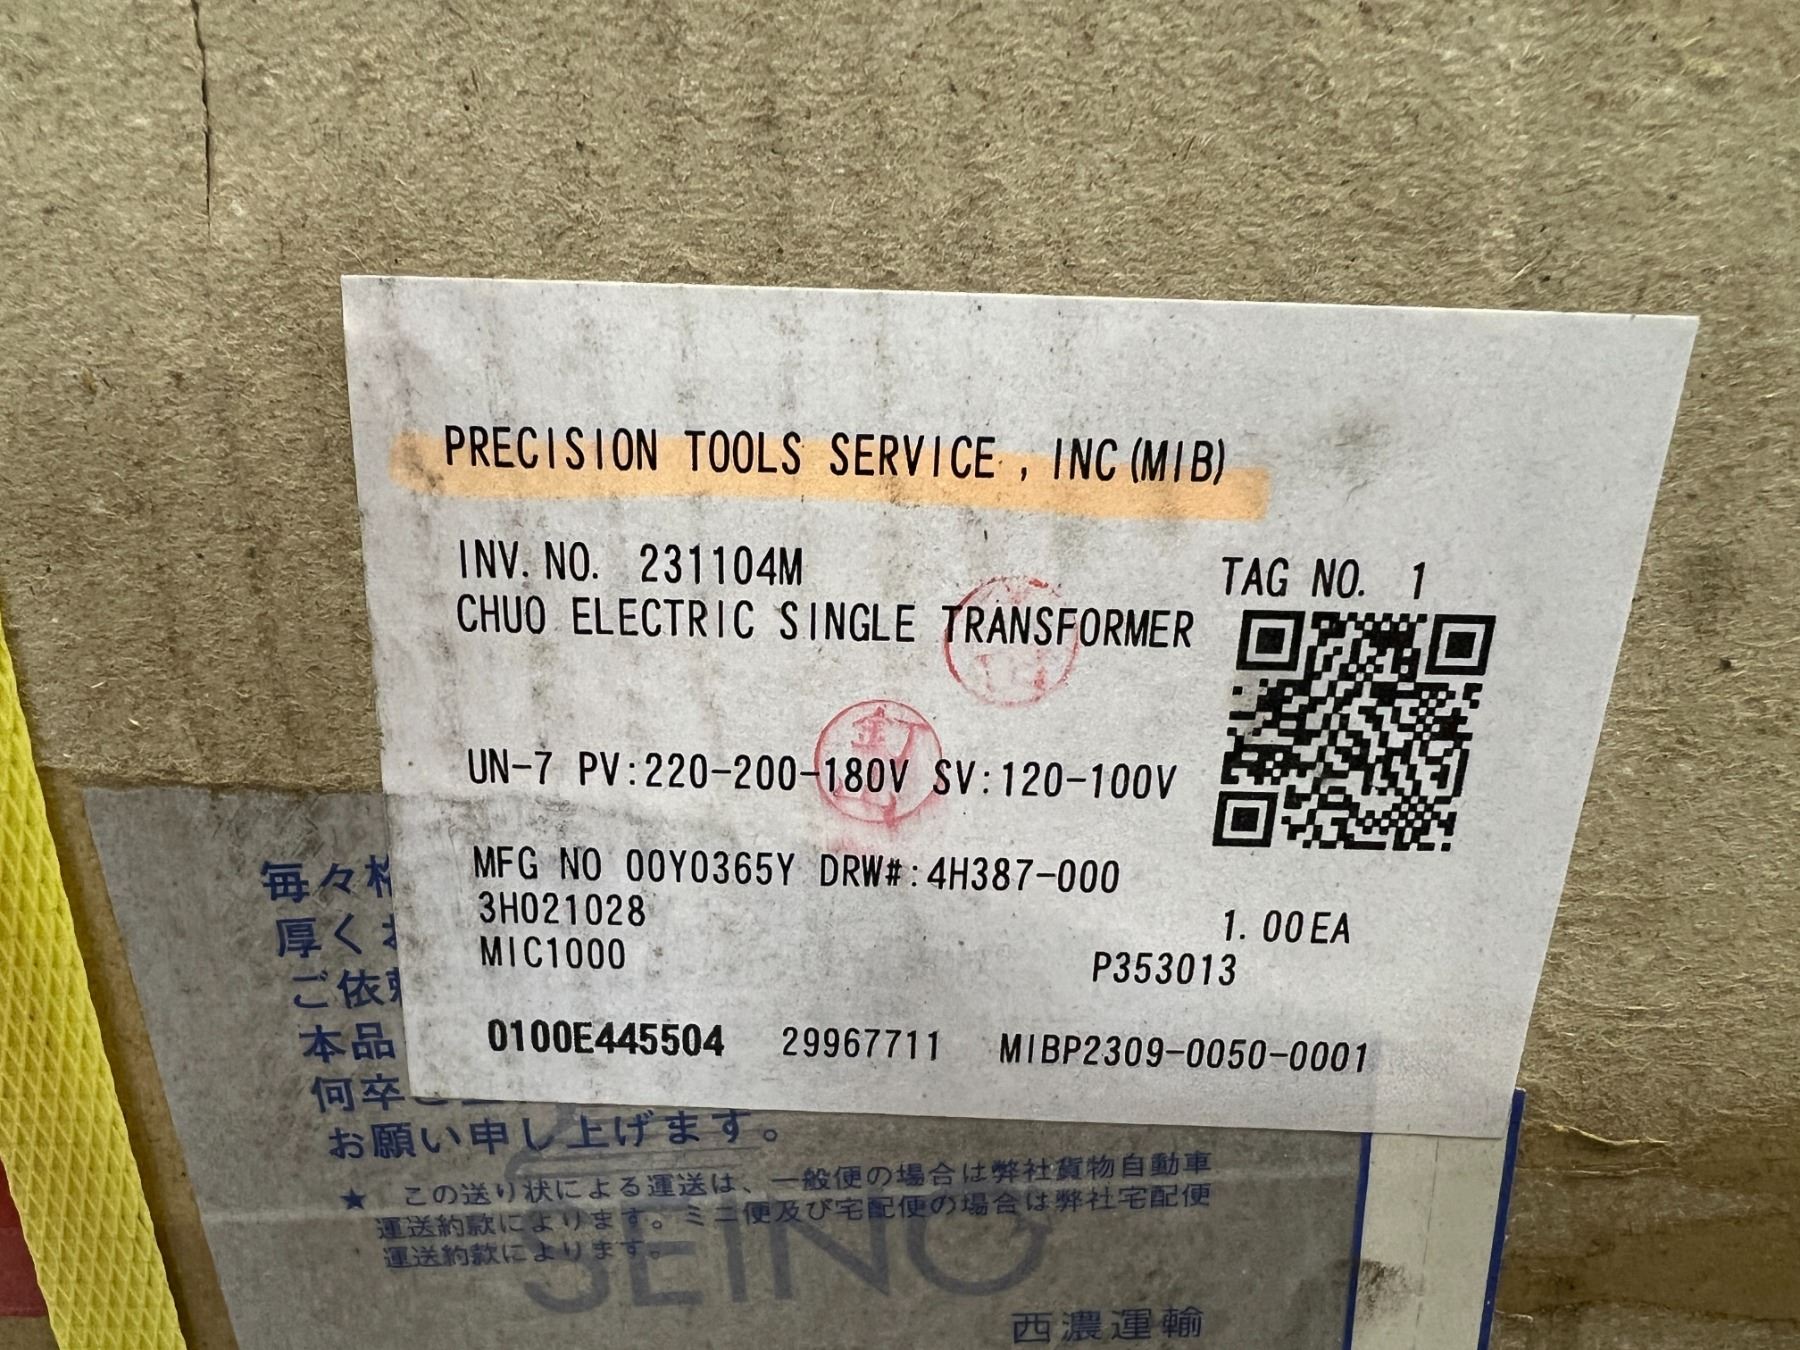 PRECISION TOOLS SERVICE , INC (MIB)
INV. NO. 231104M
TAG NO. 1
CHUO ELECTRIC SINGLE TRANSFORMER
UN-7 PV:220-200-180V SV:120-100V
MFG NO 00Y0365Y DRW#:4H387-000
3H021028
1. 00EA
MIC1000
P353013
0100E445504 29967711 MIBP2309-0050-0001
毎々
厚く
ご依頼
本品
何卒
お願い申し上げます。
★ この送り状による運送は、一般便の場合は弊社貨物自動車
運送約款によります。ミニ便及び宅配便の場合は弊社宅配便
運送約款によります。
SEINO
西濃運輸